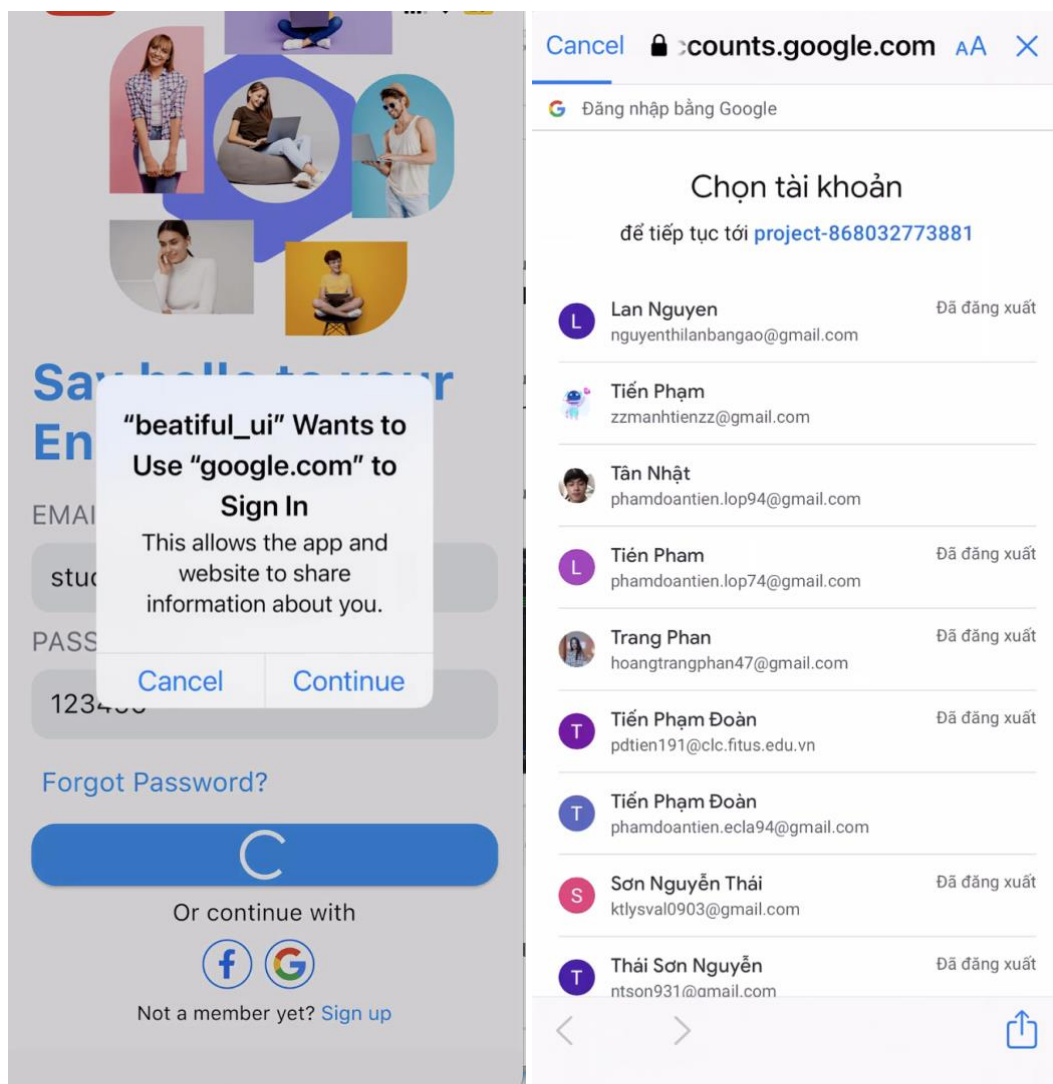 Say hello to your
En
EMAI
stud
PASS
“beatiful_ui” Wants to
Use “google.com” to
Sign In
This allows the app and
website to share
information about you.
Cancel
Continue
Forgot Password?
Or continue with
Not a member yet? Sign up
Cancel
ccounts.google.com
AA
G Đăng nhập bằng Google
Chọn tài khoản
để tiếp tục tới project-868032773881
L
Lan Nguyen
Đã đăng xuất
nguyenthilanbangao@gmail.com
Tiến Phạm
zzmanhtienzz@gmail.com
Tân Nhật
phamdoantien.lop94@gmail.com
L
Tién Pham
Đã đăng xuất
phamdoantien.lop74@gmail.com
Trang Phan
Đã đăng xuất
hoangtrangphan47@gmail.com
T
Tiến Phạm Đoàn
Đã đăng xuất
pdtien191@clc.fitus.edu.vn
T
Tiến Phạm Đoàn
phamdoantien.ecla94@gmail.com
S
Sơn Nguyễn Thái
Đã đăng xuất
ktlysval0903@gmail.com
T
Thái Sơn Nguyễn
Đã đăng xuất
ntson931@gmail.com